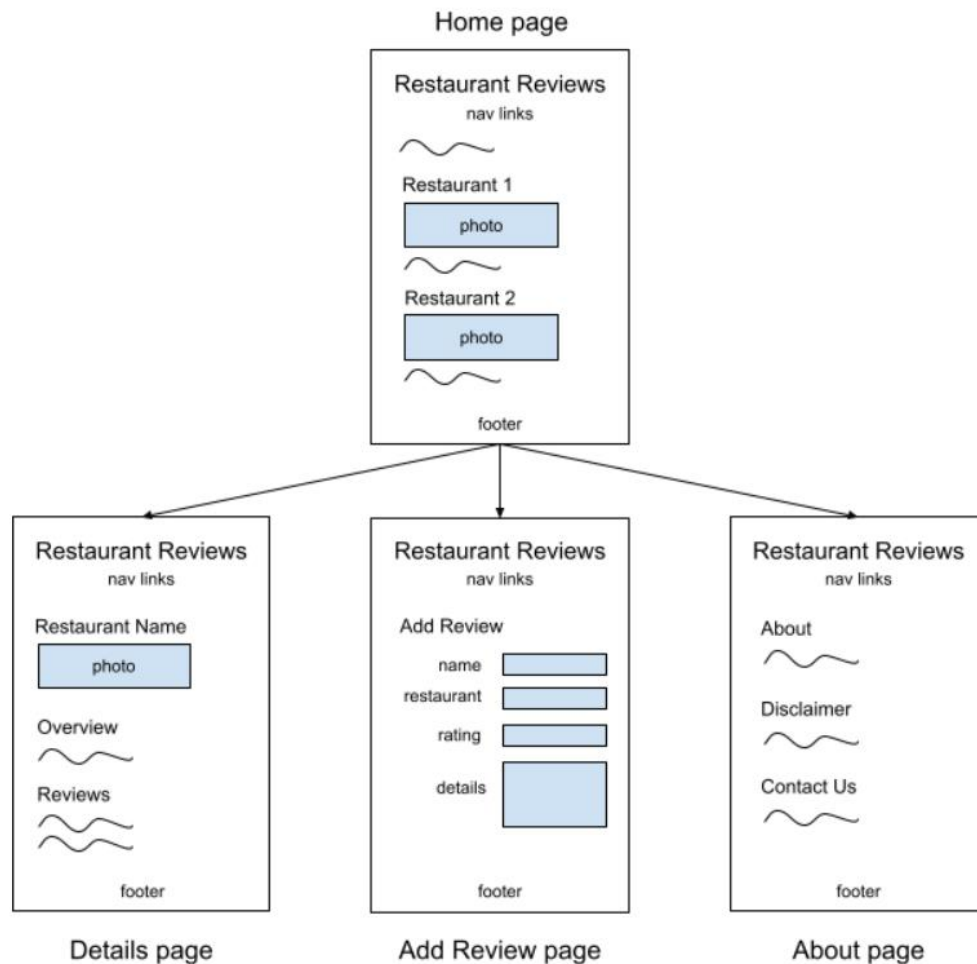 Home page
Restaurant Reviews
nav links
Restaurant 1
photo
Restaurant 2
photo
footer
Restaurant Reviews
nav links
Restaurant Name
photo
Overview
Reviews
footer
Details page
Restaurant Reviews
nav links
Add Review
name
restaurant
rating
details
footer
Add Review page
Restaurant Reviews
nav links
About
Disclaimer
Contact Us
footer
About page